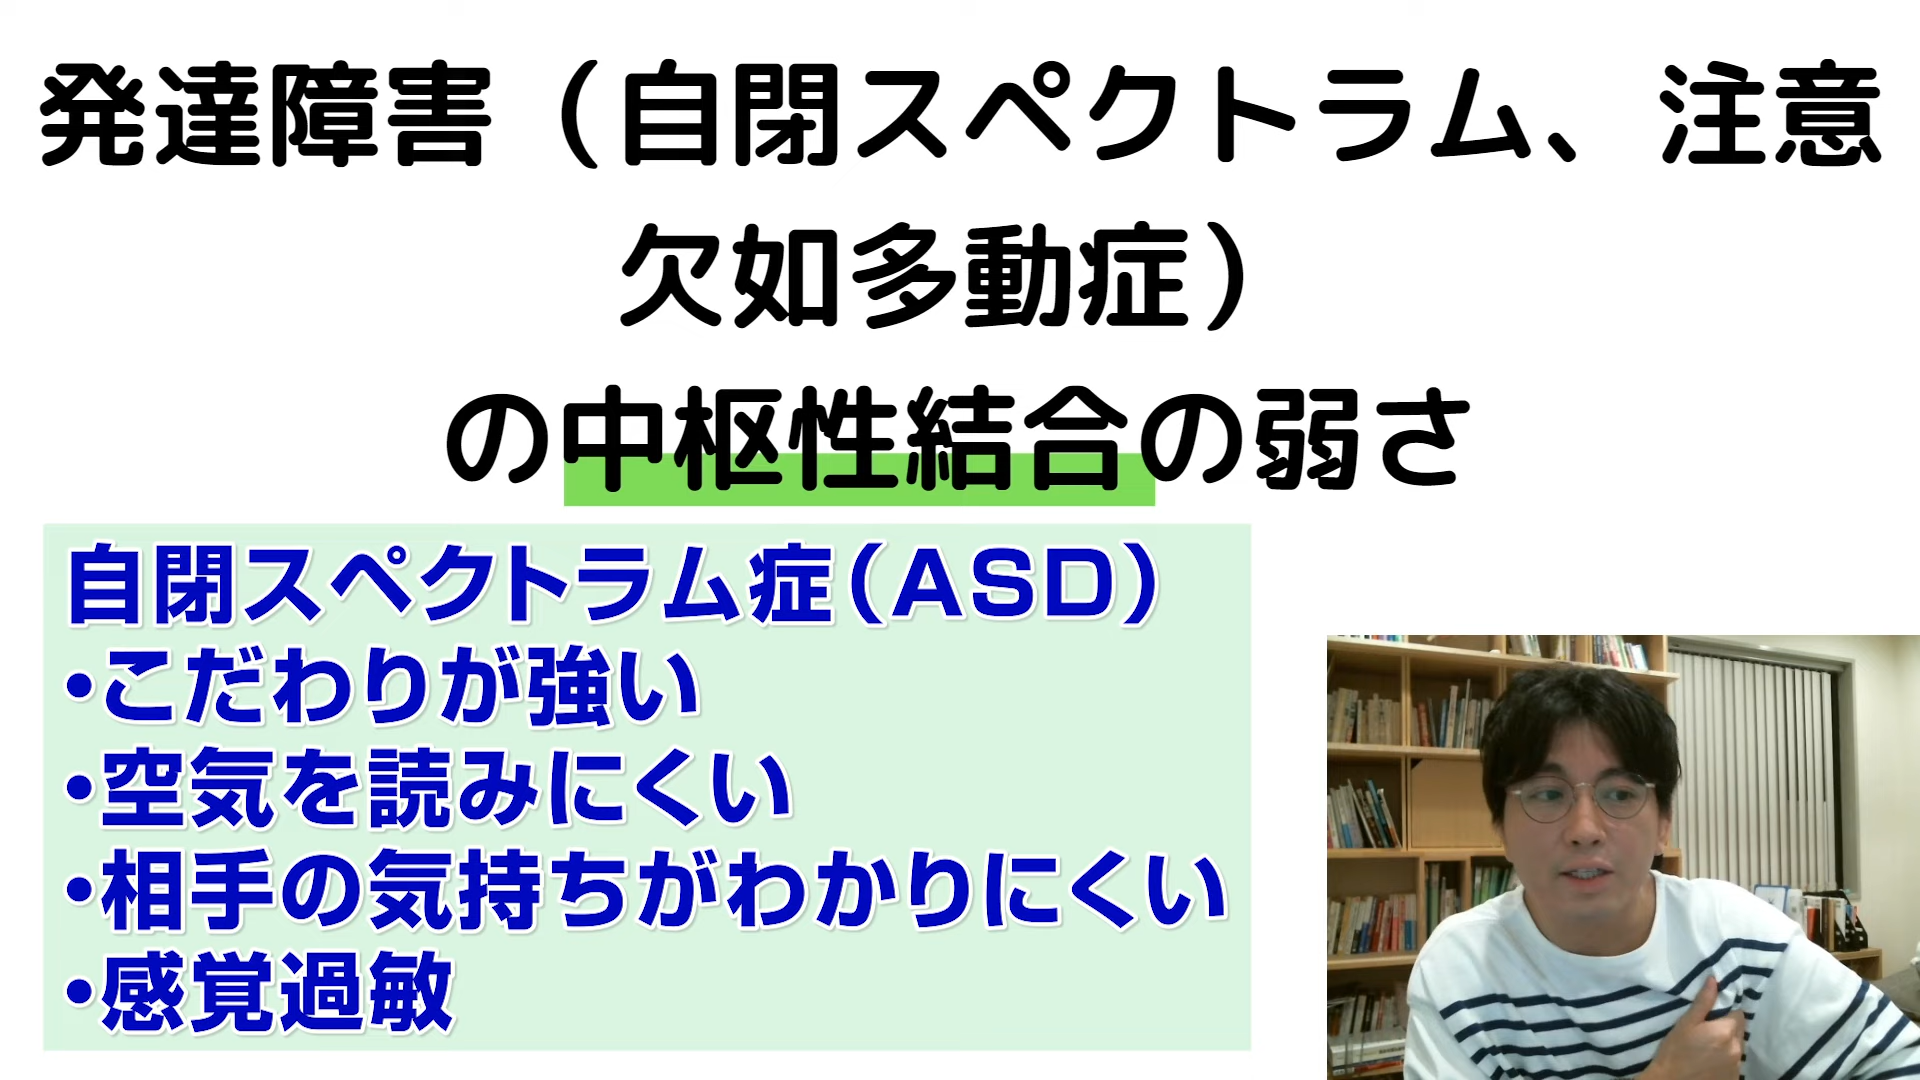 発達障害（自閉スペクトラム、注意
欠如多動症）
の中枢性結合の弱さ
自閉スペクトラム症（ASD）
・こだわりが強い
・空気を読みにくい
・相手の気持ちがわかりにくい
・感覚過敏